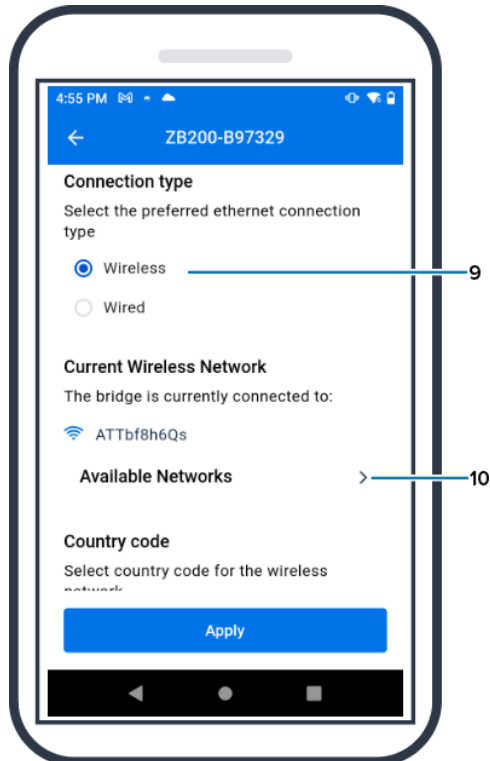 4:55 PM
ZB200-B97329
Connection type
Select the preferred ethernet connection
type
Wireless
9
Wired
Current Wireless Network
The bridge is currently connected to:
ATTbf8h6Qs
Available Networks
10
Country code
Select country code for the wireless
network
Apply